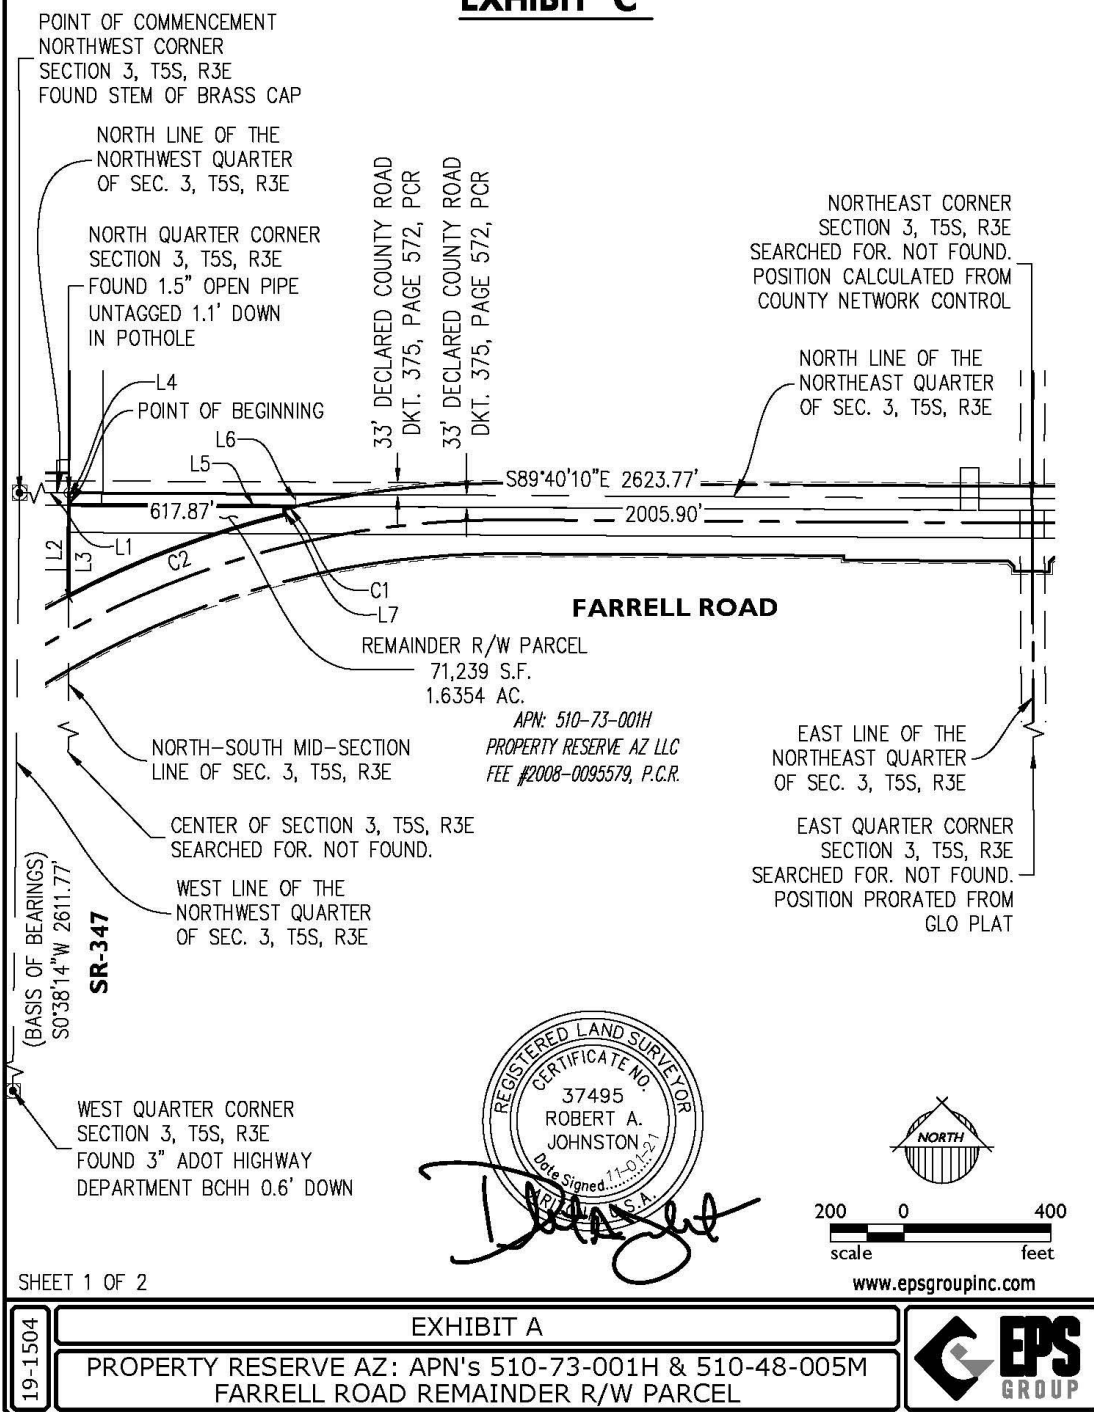 EXHIBIT "C"
POINT OF COMMENCEMENT
NORTHWEST CORNER
SECTION 3, T5S, R3E
FOUND STEM OF BRASS CAP
NORTH LINE OF THE
NORTHWEST QUARTER
OF SEC. 3, T5S, R3E
NORTH QUARTER CORNER
SECTION 3, T5S, R3E
FOUND 1.5" OPEN PIPE
UNTAGGED 1.1' DOWN
IN POTHOLE
33' DECLARED COUNTY ROAD
DKT. 375, PAGE 572, PCR
33' DECLARED COUNTY ROAD
DKT. 375, PAGE 572, PCR
NORTHEAST CORNER
SECTION 3, T5S, R3E
SEARCHED FOR. NOT FOUND.
POSITION CALCULATED FROM
COUNTY NETWORK CONTROL
NORTH LINE OF THE
NORTHEAST QUARTER
OF SEC. 3, T5S, R3E
L4
POINT OF BEGINNING
L6
L5
S89°40'10"E 2623.77'
617.87'
2005.90'
L1
L2
L3
C2
C1
L7
FARRELL ROAD
REMAINDER R/W PARCEL
71,239 S.F.
1.6354 AC.
APN: 510-73-001H
PROPERTY RESERVE AZ LLC
FEE #2008-0095579, P.C.R.
NORTH-SOUTH MID-SECTION
LINE OF SEC. 3, T5S, R3E
EAST LINE OF THE
NORTHEAST QUARTER
OF SEC. 3, T5S, R3E
CENTER OF SECTION 3, T5S, R3E
SEARCHED FOR. NOT FOUND.
EAST QUARTER CORNER
SECTION 3, T5S, R3E
SEARCHED FOR. NOT FOUND.
POSITION PRORATED FROM
GLO PLAT
WEST LINE OF THE
NORTHWEST QUARTER
OF SEC. 3, T5S, R3E
(BASIS OF BEARINGS)
S0°38'14"W 2611.77'
SR-347
WEST QUARTER CORNER
SECTION 3, T5S, R3E
FOUND 3" ADOT HIGHWAY
DEPARTMENT BCHH 0.6' DOWN
REGISTERED LAND SURVEYOR
CERTIFICATE NO.
37495
ROBERT A.
JOHNSTON
Date Signed 11-01-21
ARIZONA, U.S.A.
NORTH
200 0 400
scale feet
www.epsgroupinc.com
SHEET 1 OF 2
19-1504
EXHIBIT A
PROPERTY RESERVE AZ: APN's 510-73-001H & 510-48-005M
FARRELL ROAD REMAINDER R/W PARCEL
EPS
GROUP